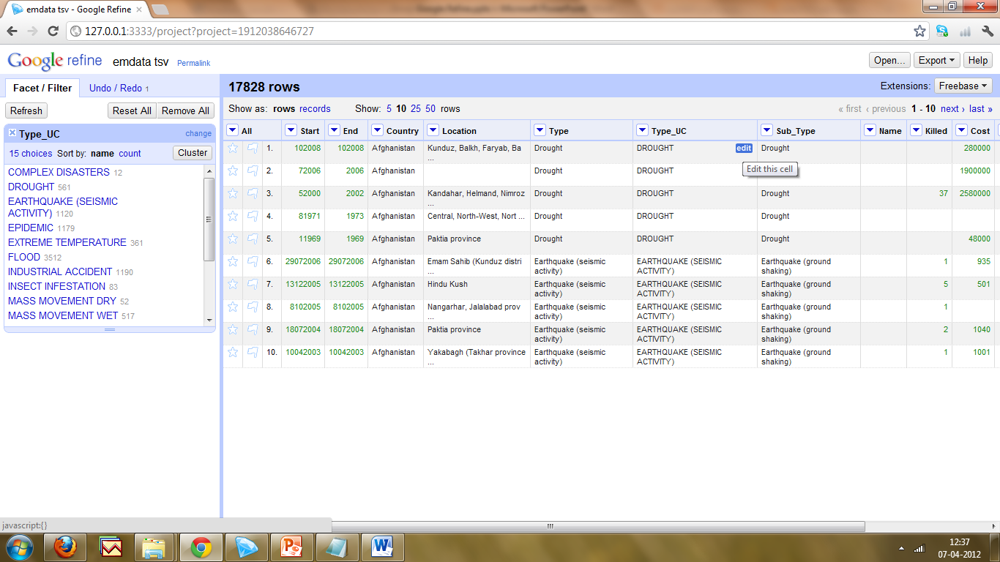 emdata tsv - Google Refine
127.0.0.1:3333/project?project=1912038646727
Google refine emdata tsv Permalink Open... Export Help
Facet / Filter Undo / Redo 1
17828 rows Extensions: Freebase
Refresh Reset All Remove All
Show as: rows records Show: 5 10 25 50 rows « first ‹ previous 1 - 10 next › last »
Type_UC change
15 choices Sort by: name count Cluster
COMPLEX DISASTERS 12
DROUGHT 561
EARTHQUAKE (SEISMIC
ACTIVITY) 1120
EPIDEMIC 1179
EXTREME TEMPERATURE 361
FLOOD 3512
INDUSTRIAL ACCIDENT 1190
INSECT INFESTATION 83
MASS MOVEMENT DRY 52
MASS MOVEMENT WET 517
All Start End Country Location Type Type_UC Sub_Type Name Killed Cost
1. 102008 102008 Afghanistan Kunduz, Balkh, Faryab, Ba Drought DROUGHT edit Drought 280000
...
Edit this cell
2. 72006 2006 Afghanistan Drought DROUGHT Drought 1900000
3. 52000 2002 Afghanistan Kandahar, Helmand, Nimroz Drought DROUGHT Drought 37 2580000
...
4. 81971 1973 Afghanistan Central, North-West, Nort ... Drought DROUGHT Drought
5. 11969 1969 Afghanistan Paktia province Drought DROUGHT Drought 48000
6. 29072006 29072006 Afghanistan Emam Sahib (Kunduz distri Earthquake (seismic EARTHQUAKE (SEISMIC Earthquake (ground 1 935
... activity) ACTIVITY) shaking)
7. 13122005 13122005 Afghanistan Hindu Kush Earthquake (seismic EARTHQUAKE (SEISMIC Earthquake (ground 5 501
activity) ACTIVITY) shaking)
8. 8102005 8102005 Afghanistan Nangarhar, Jalalabad prov Earthquake (seismic EARTHQUAKE (SEISMIC Earthquake (ground 1
... activity) ACTIVITY) shaking)
9. 18072004 18072004 Afghanistan Paktia province Earthquake (seismic EARTHQUAKE (SEISMIC Earthquake (ground 2 1040
activity) ACTIVITY) shaking)
10. 10042003 10042003 Afghanistan Yakabagh (Takhar province Earthquake (seismic EARTHQUAKE (SEISMIC Earthquake (ground 1 1001
... activity) ACTIVITY) shaking)
javascript:{}
12:37
07-04-2012